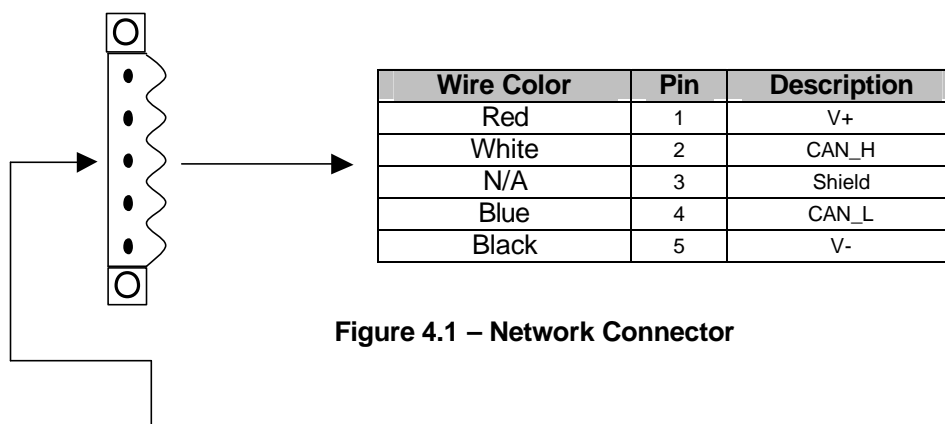 Wire Color Pin Description
Red 1 V+
White 2 CAN_H
N/A 3 Shield
Blue 4 CAN_L
Black 5 V-
Figure 4.1 – Network Connector